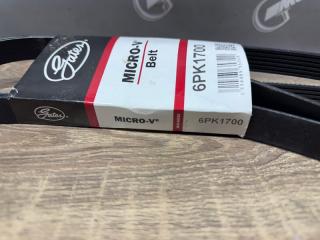 Gates
MICRO-V®
Belt
6PK1700
Gates
MICRO-V®
6PK1700